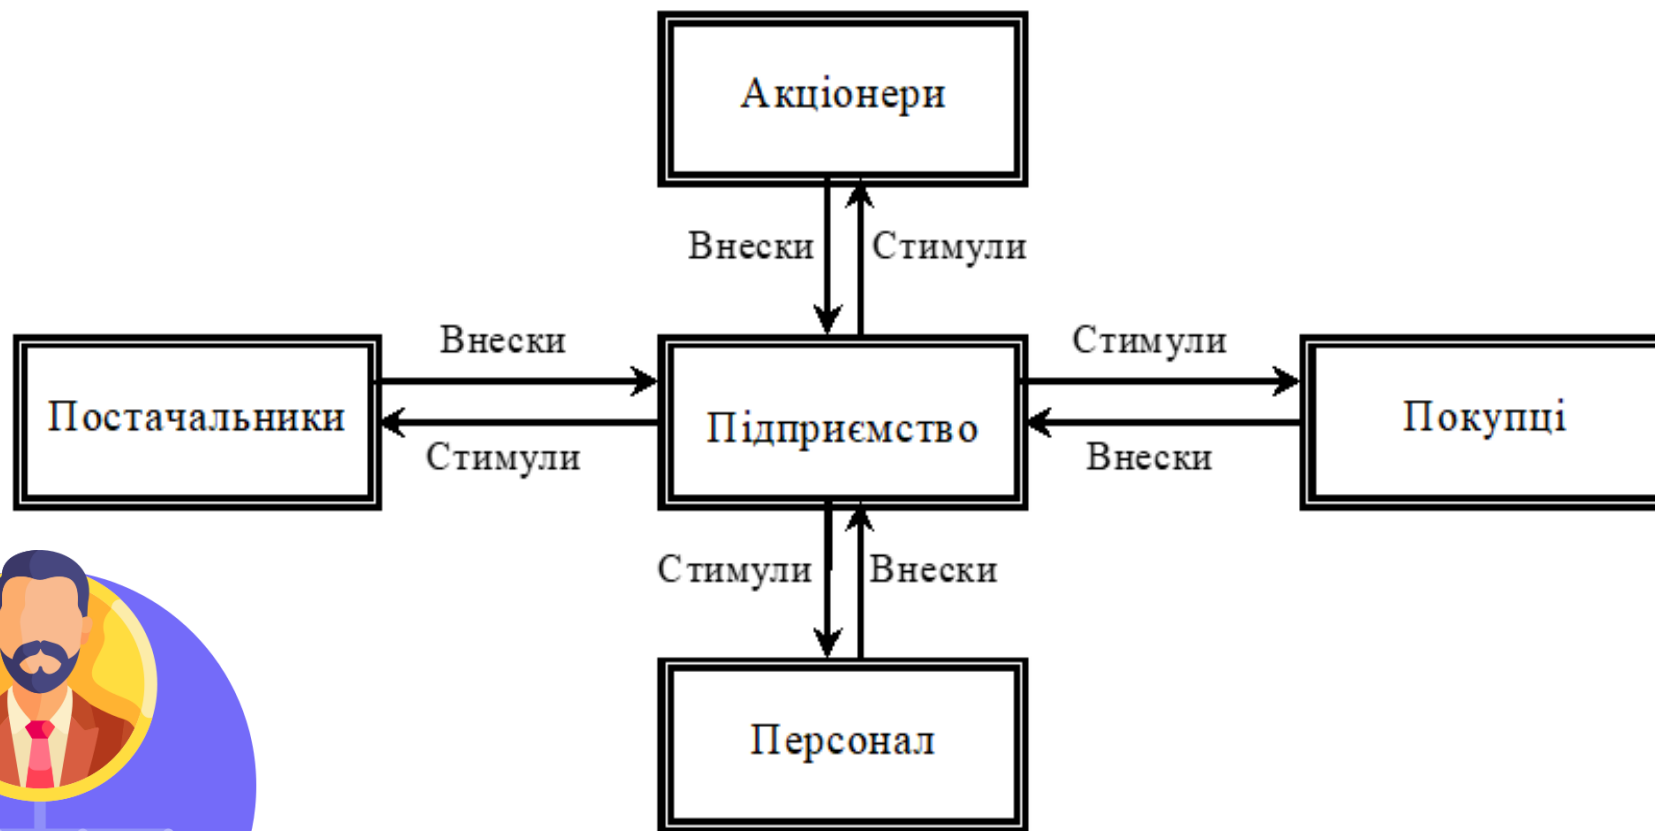 Акціонери
Внески
Стимули
Внески
Стимули
Постачальники
Підприємство
Покупці
Стимули
Внески
Стимули
Внески
Персонал